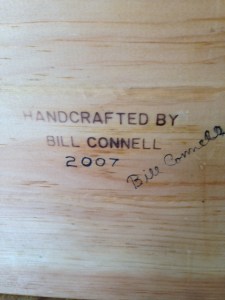 HANDCRAFTED BY
BILL CONNELL
2007
Bill Connell